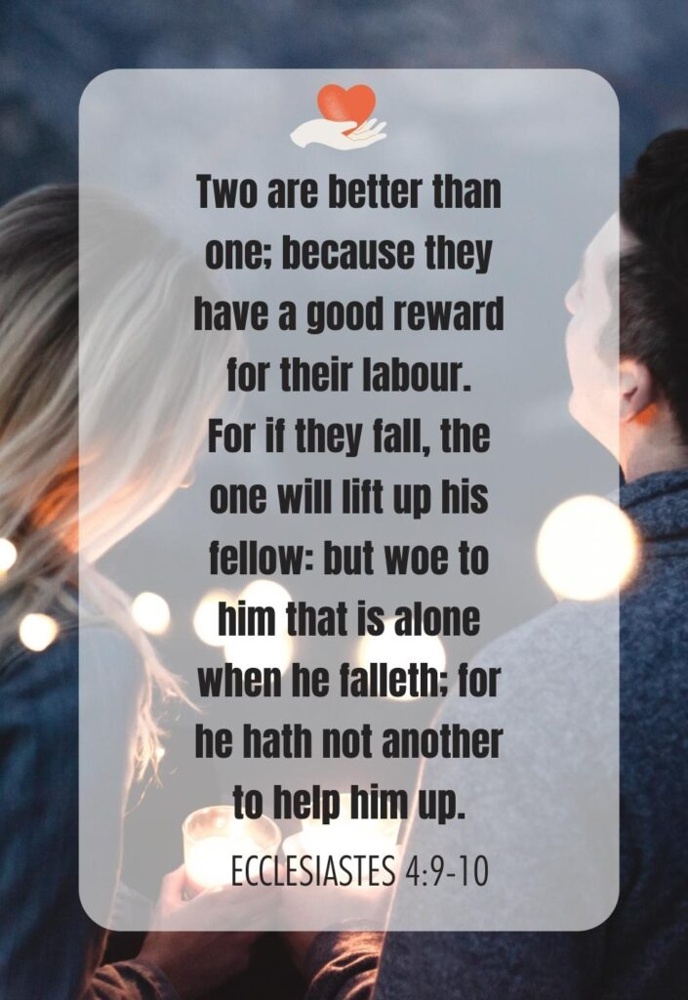 Two are better than
one; because they
have a good reward
for their labour.
For if they fall, the
one will lift up his
fellow: but woe to
him that is alone
when he falleth; for
he hath not another
to help him up.
ECCLESIASTES 4:9-10